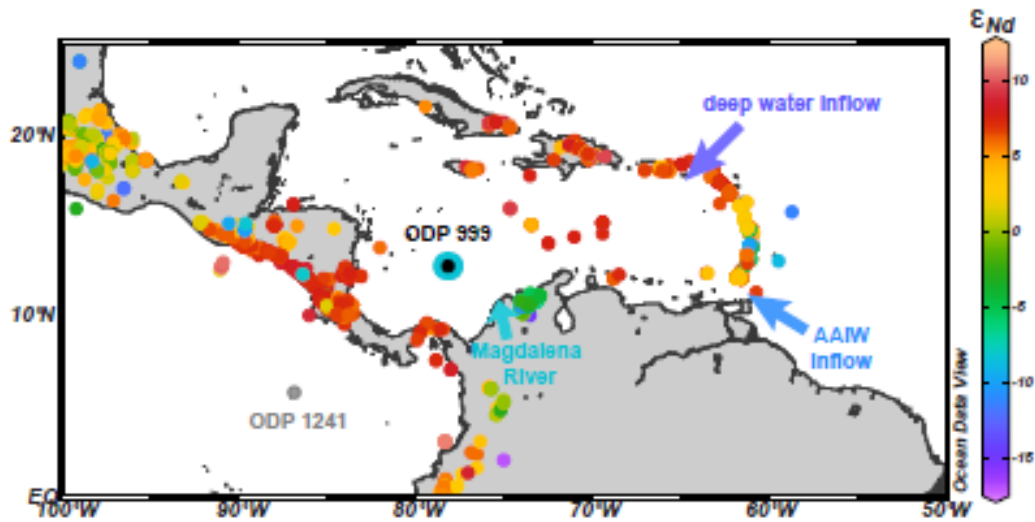 εNd
deep water inflow
20°N
ODP 999
10°N
AAIW
Inflow
Magdalena
River
ODP 1241
EQ
100°W
90°W
80°W
70°W
60°W
50°W
10
5
0
-5
-10
-15
Ocean Data View